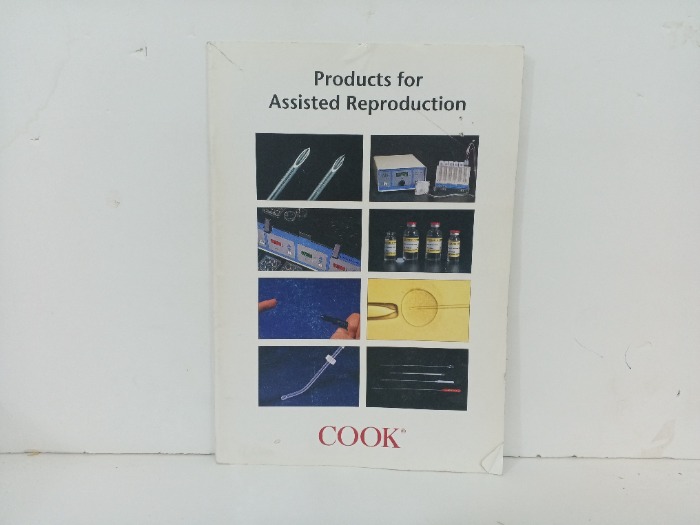 Products for
Assisted Reproduction
COOK®